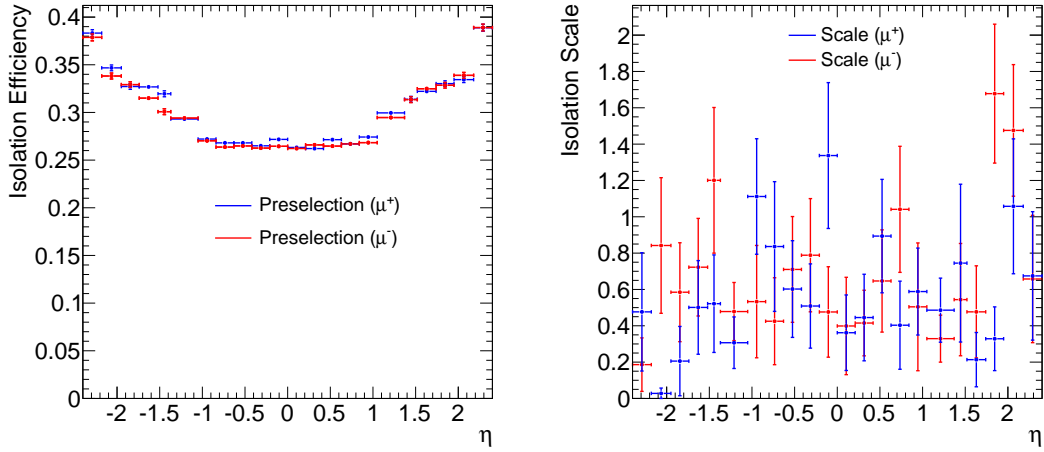 Isolation Efficiency
0.4
0.35
0.3
0.25
0.2
0.15
0.1
0.05
0
Preselection (μ⁺)
Preselection (μ⁻)
-2 -1.5 -1 -0.5 0 0.5 1 1.5 2
η
Isolation Scale
2
1.8
1.6
1.4
1.2
1
0.8
0.6
0.4
0.2
0
Scale (μ⁺)
Scale (μ⁻)
-2 -1.5 -1 -0.5 0 0.5 1 1.5 2
η